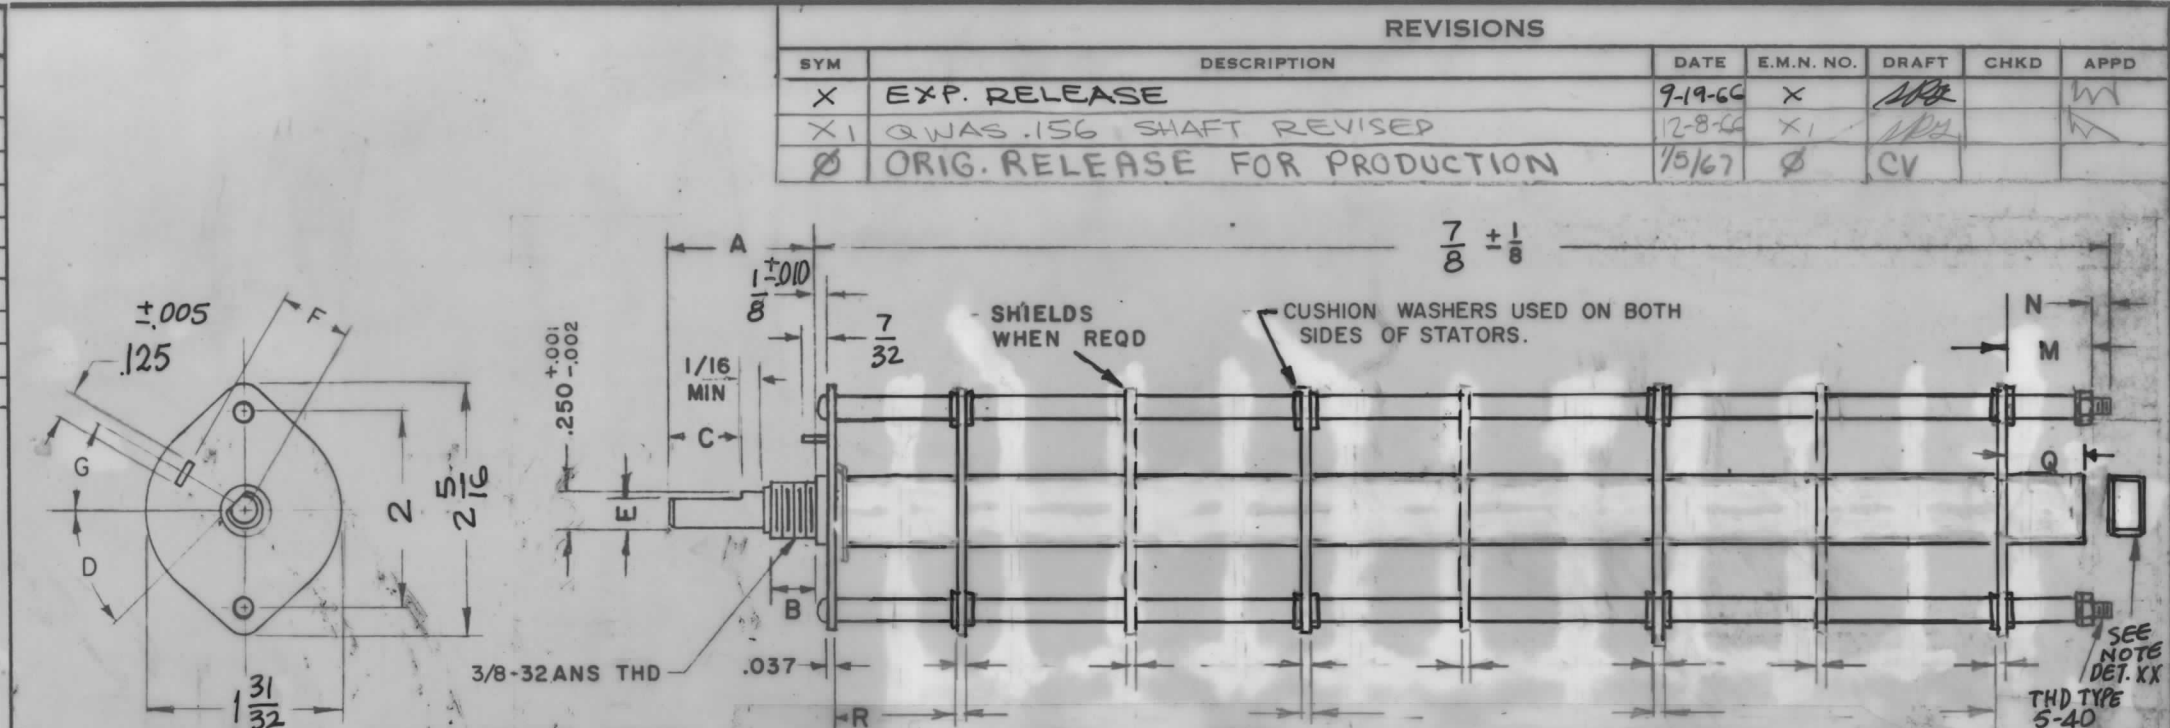 REVISIONS
SYM DESCRIPTION DATE E.M.N. NO. DRAFT CHKD APPD
X EXP. RELEASE 9-19-66 X
X1 Q WAS .156 SHAFT REVISED 12-8-66 X1
Ø ORIG. RELEASE FOR PRODUCTION 1/5/67 Ø CV
A
7/8 ±1/8
1/8 ±.010
±.005
.125
F
SHIELDS
WHEN REQD
CUSHION WASHERS USED ON BOTH
SIDES OF STATORS.
N
M
7/32
1/16
MIN
.250 +.001 -.002
C
G
D
2
2 5/16
E
Q
B
3/8-32 ANS THD
.037
1 31/32
R
SEE
NOTE
DET. XX
THD TYPE
5-40